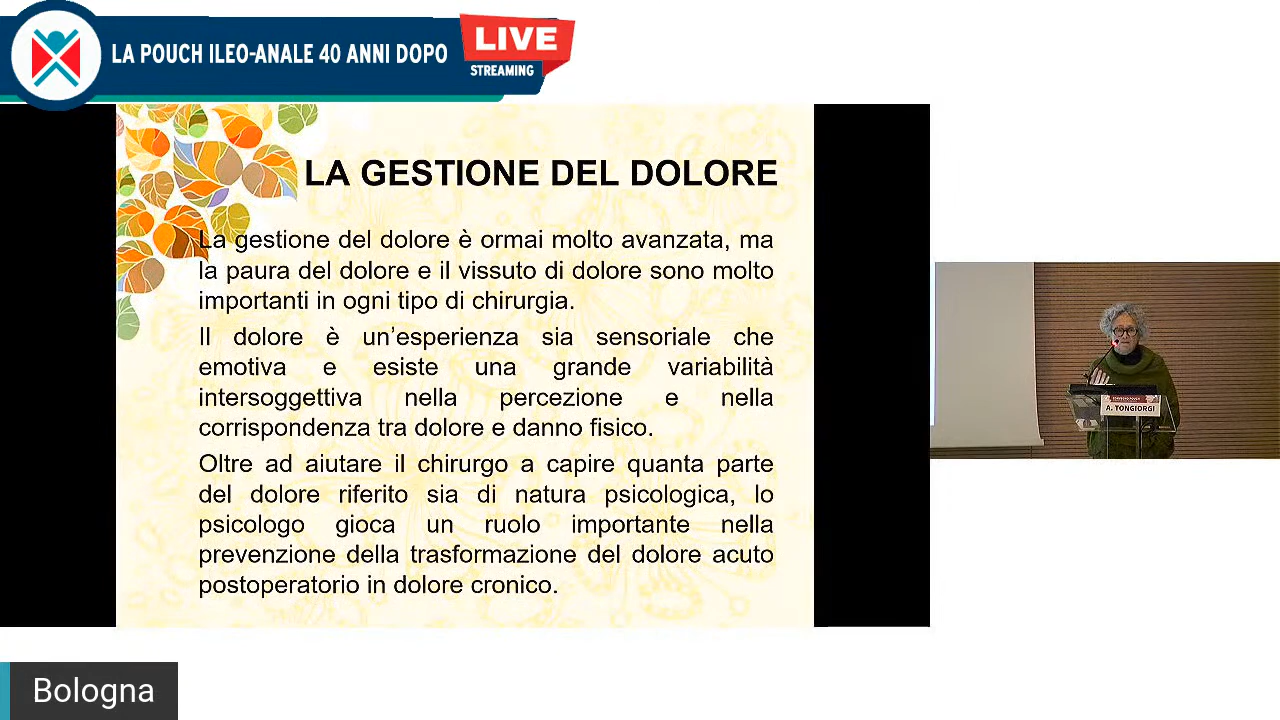 LA POUCH ILEO-ANALE 40 ANNI DOPO
LIVE
STREAMING
LA GESTIONE DEL DOLORE
La gestione del dolore è ormai molto avanzata, ma
la paura del dolore e il vissuto di dolore sono molto
importanti in ogni tipo di chirurgia.
Il dolore è un’esperienza sia sensoriale che
emotiva e esiste una grande variabilità
intersoggettiva nella percezione e nella
corrispondenza tra dolore e danno fisico.
Oltre ad aiutare il chirurgo a capire quanta parte
del dolore riferito sia di natura psicologica, lo
psicologo gioca un ruolo importante nella
prevenzione della trasformazione del dolore acuto
postoperatorio in dolore cronico.
A. TONGIORGI
Bologna